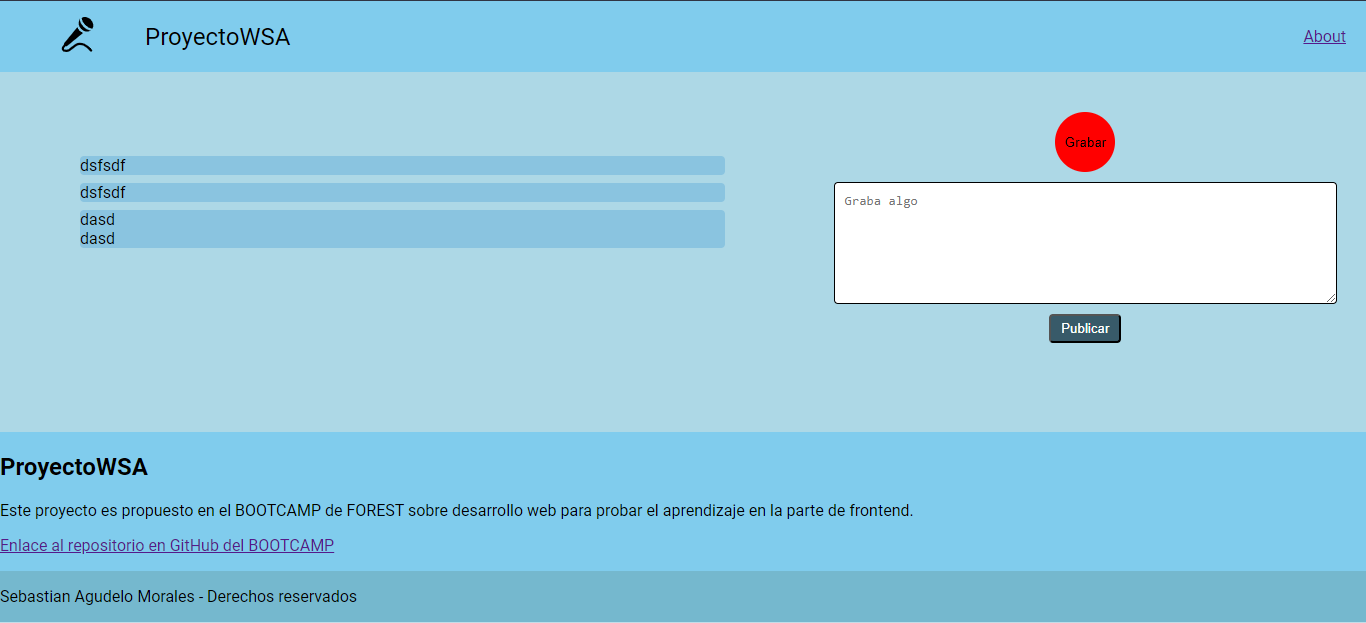 ProyectoWSA
About
dsfsdf
dsfsdf
dasd
dasd
Grabar
Graba algo
Publicar
ProyectoWSA
Este proyecto es propuesto en el BOOTCAMP de FOREST sobre desarrollo web para probar el aprendizaje en la parte de frontend.
Enlace al repositorio en GitHub del BOOTCAMP
Sebastian Agudelo Morales - Derechos reservados